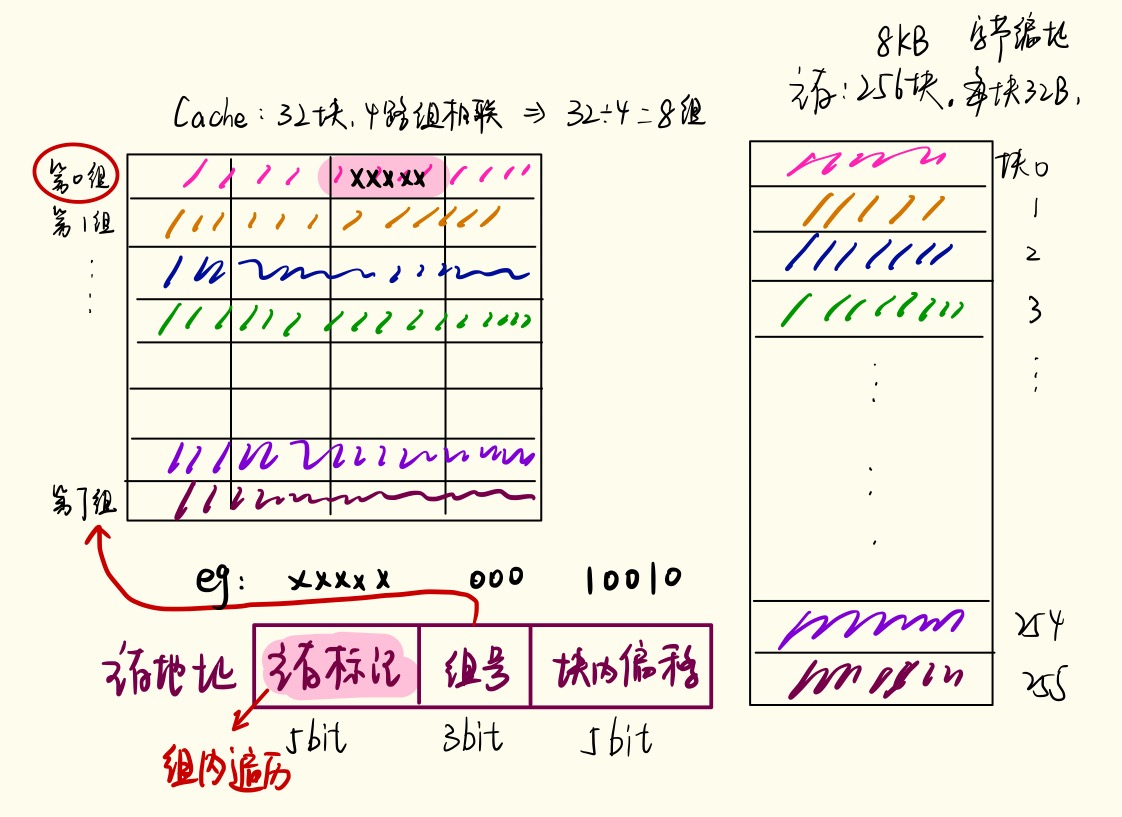 8KB 字节编址
主存:256块。每块32B,
Cache:32块,4路组相联 ⇒ 32÷4=8组
第0组
xxxxx
第1组
第7组
块0
1
2
3
254
255
eg: xxxxx 000 10010
主存地址
主存标记 组号 块内偏移
5bit 3bit 5bit
组内遍历